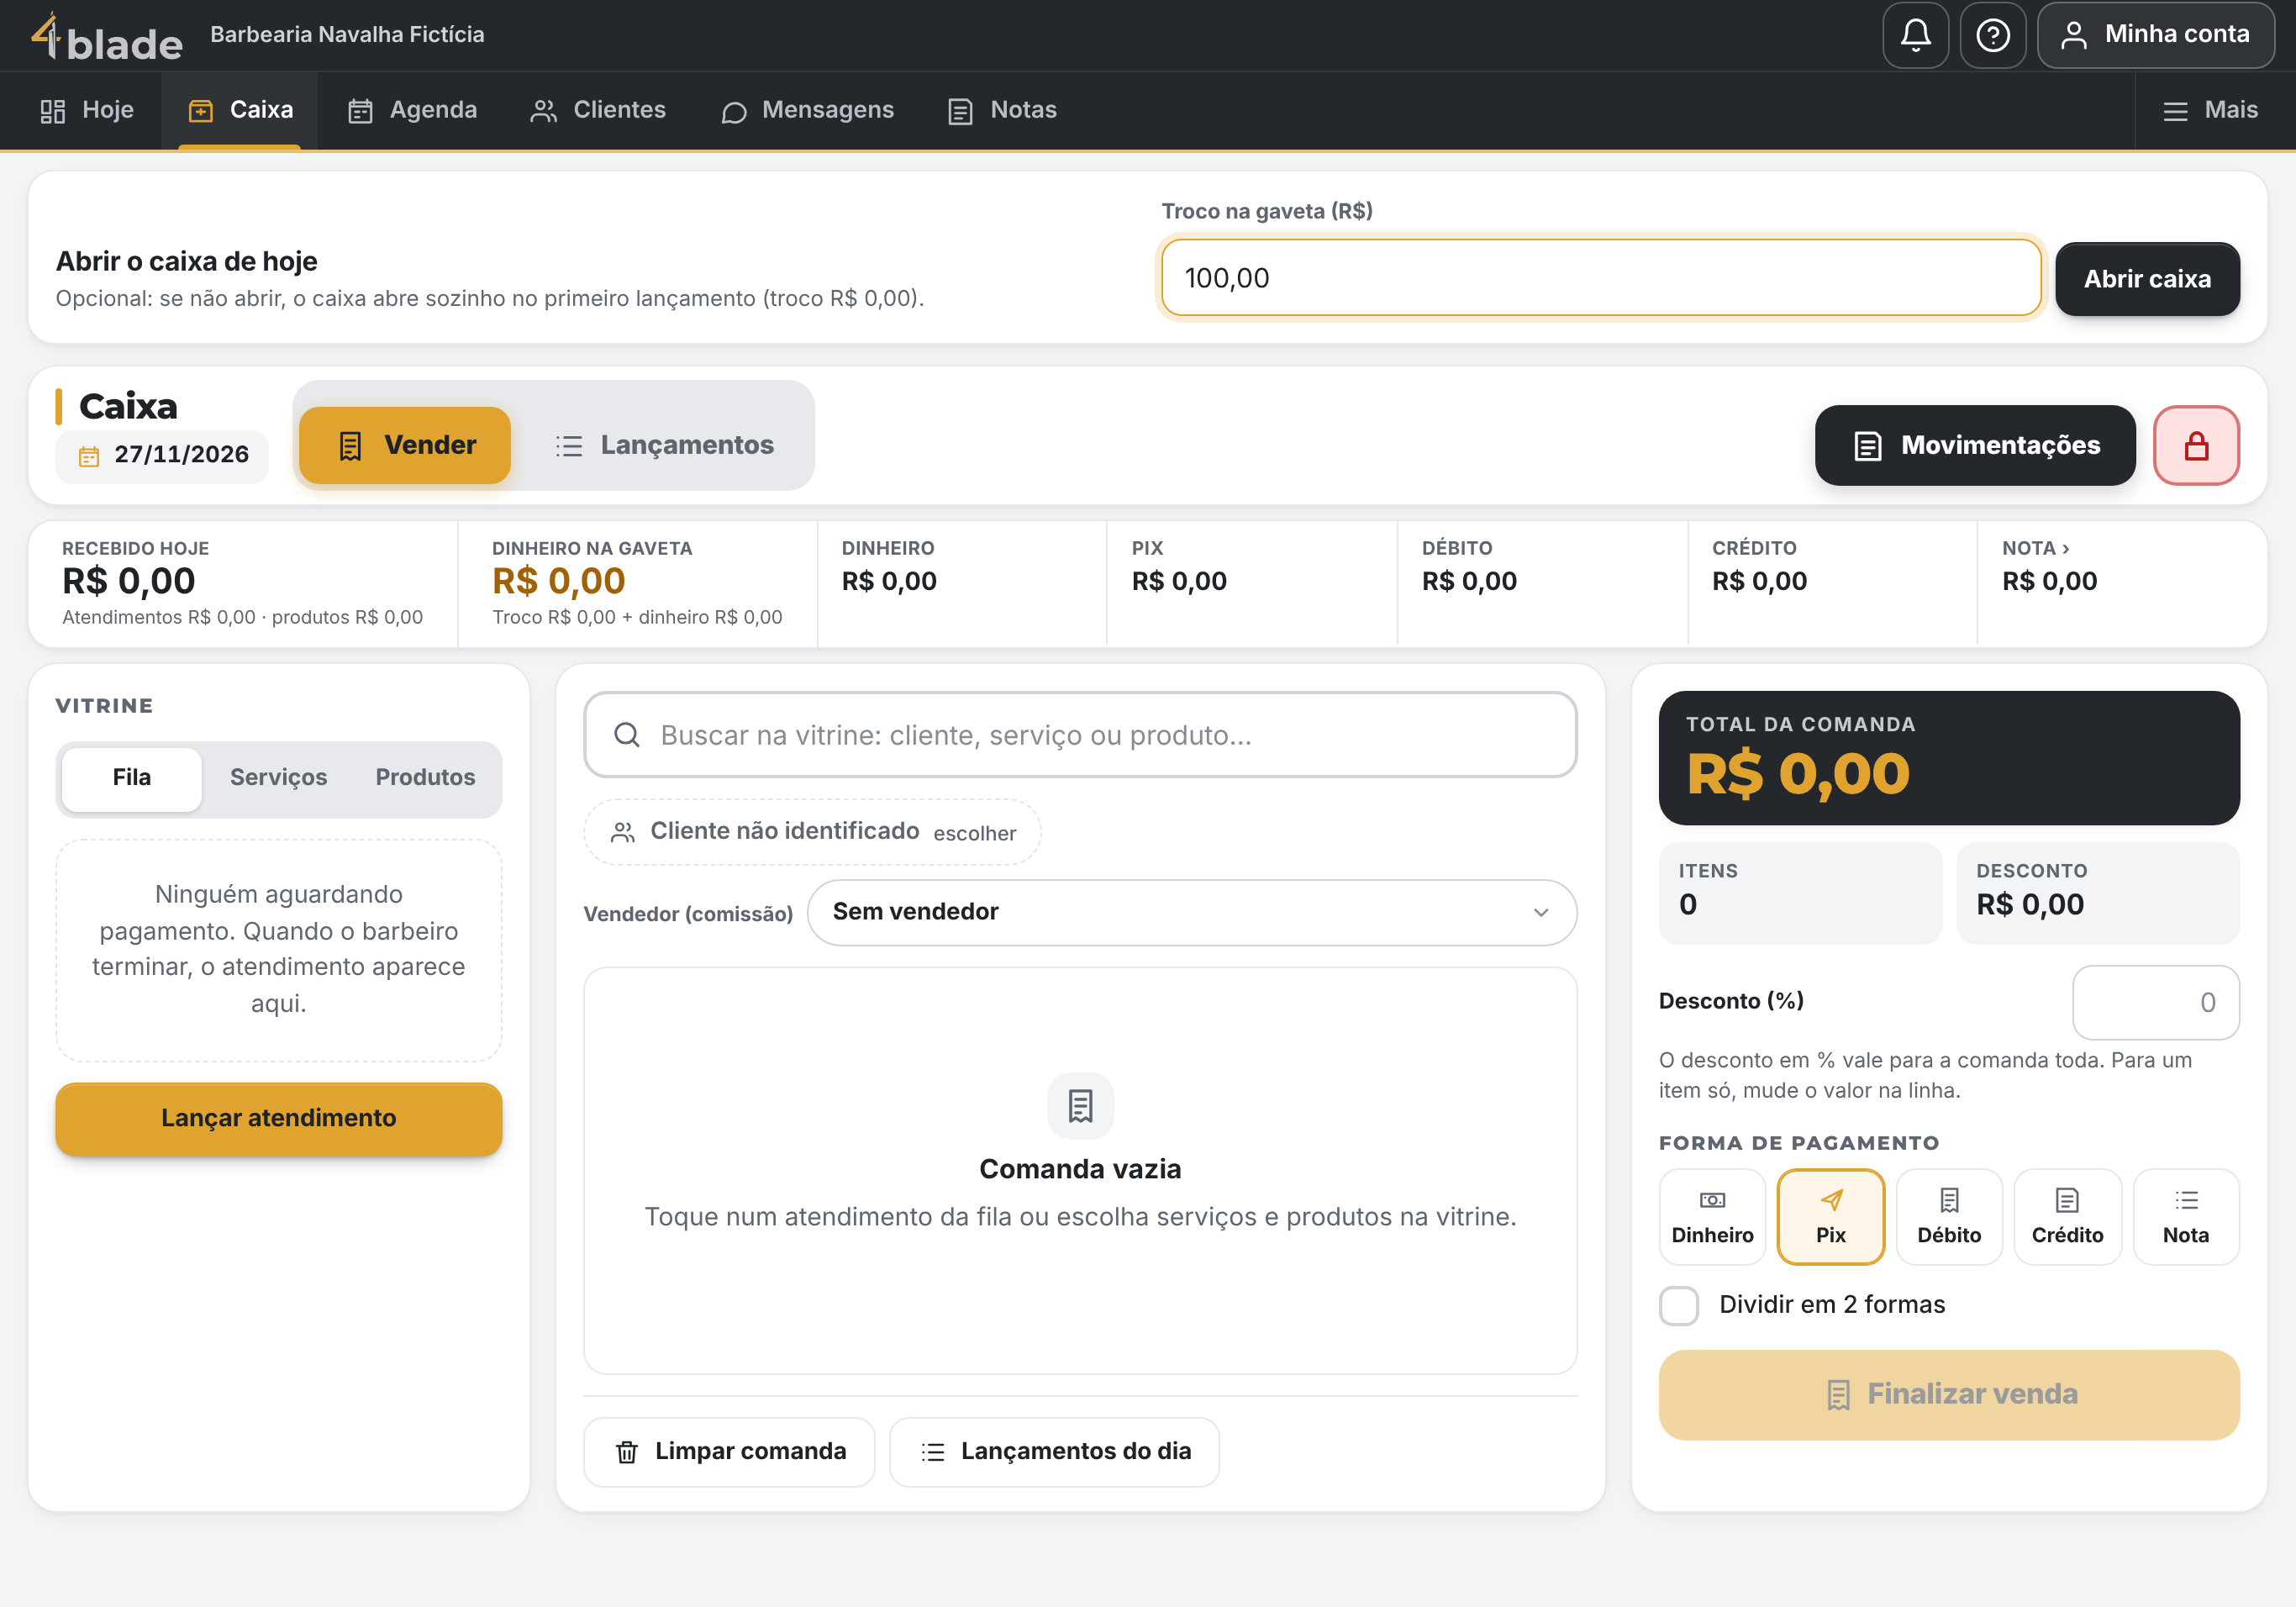 4blade
Barbearia Navalha Fictícia
Minha conta
Hoje
Caixa
Agenda
Clientes
Mensagens
Notas
Mais
Troco na gaveta (R$)
Abrir o caixa de hoje
Opcional: se não abrir, o caixa abre sozinho no primeiro lançamento (troco R$ 0,00).
100,00
Abrir caixa
Caixa
27/11/2026
Vender
Lançamentos
Movimentações
RECEBIDO HOJE
R$ 0,00
Atendimentos R$ 0,00 · produtos R$ 0,00
DINHEIRO NA GAVETA
R$ 0,00
Troco R$ 0,00 + dinheiro R$ 0,00
DINHEIRO
R$ 0,00
PIX
R$ 0,00
DÉBITO
R$ 0,00
CRÉDITO
R$ 0,00
NOTA ›
R$ 0,00
VITRINE
Fila
Serviços
Produtos
Ninguém aguardando
pagamento. Quando o barbeiro
terminar, o atendimento aparece
aqui.
Lançar atendimento
Buscar na vitrine: cliente, serviço ou produto...
Cliente não identificado escolher
Vendedor (comissão)
Sem vendedor
Comanda vazia
Toque num atendimento da fila ou escolha serviços e produtos na vitrine.
Limpar comanda
Lançamentos do dia
TOTAL DA COMANDA
R$ 0,00
ITENS
0
DESCONTO
R$ 0,00
Desconto (%)
0
O desconto em % vale para a comanda toda. Para um
item só, mude o valor na linha.
FORMA DE PAGAMENTO
Dinheiro
Pix
Débito
Crédito
Nota
Dividir em 2 formas
Finalizar venda